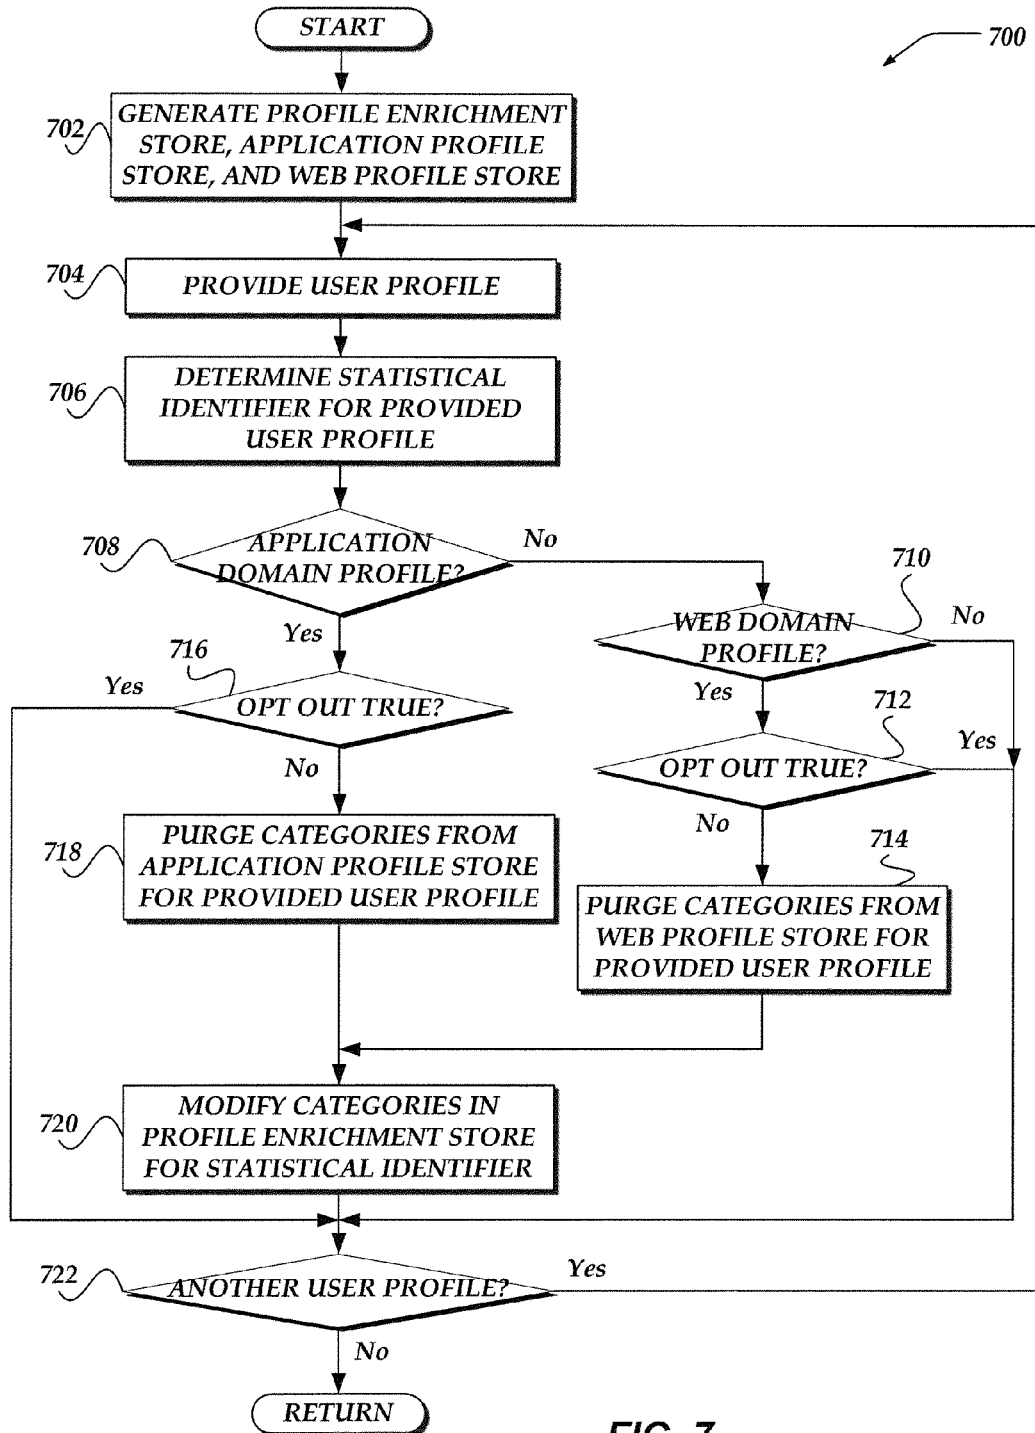 START
700
702
GENERATE PROFILE ENRICHMENT
STORE, APPLICATION PROFILE
STORE, AND WEB PROFILE STORE
704
PROVIDE USER PROFILE
706
DETERMINE STATISTICAL
IDENTIFIER FOR PROVIDED
USER PROFILE
708
APPLICATION
DOMAIN PROFILE?
No
Yes
710
WEB DOMAIN
PROFILE?
No
Yes
716
OPT OUT TRUE?
Yes
No
712
OPT OUT TRUE?
Yes
No
718
PURGE CATEGORIES FROM
APPLICATION PROFILE STORE
FOR PROVIDED USER PROFILE
714
PURGE CATEGORIES FROM
WEB PROFILE STORE FOR
PROVIDED USER PROFILE
720
MODIFY CATEGORIES IN
PROFILE ENRICHMENT STORE
FOR STATISTICAL IDENTIFIER
722
ANOTHER USER PROFILE?
Yes
No
RETURN
FIG. 7